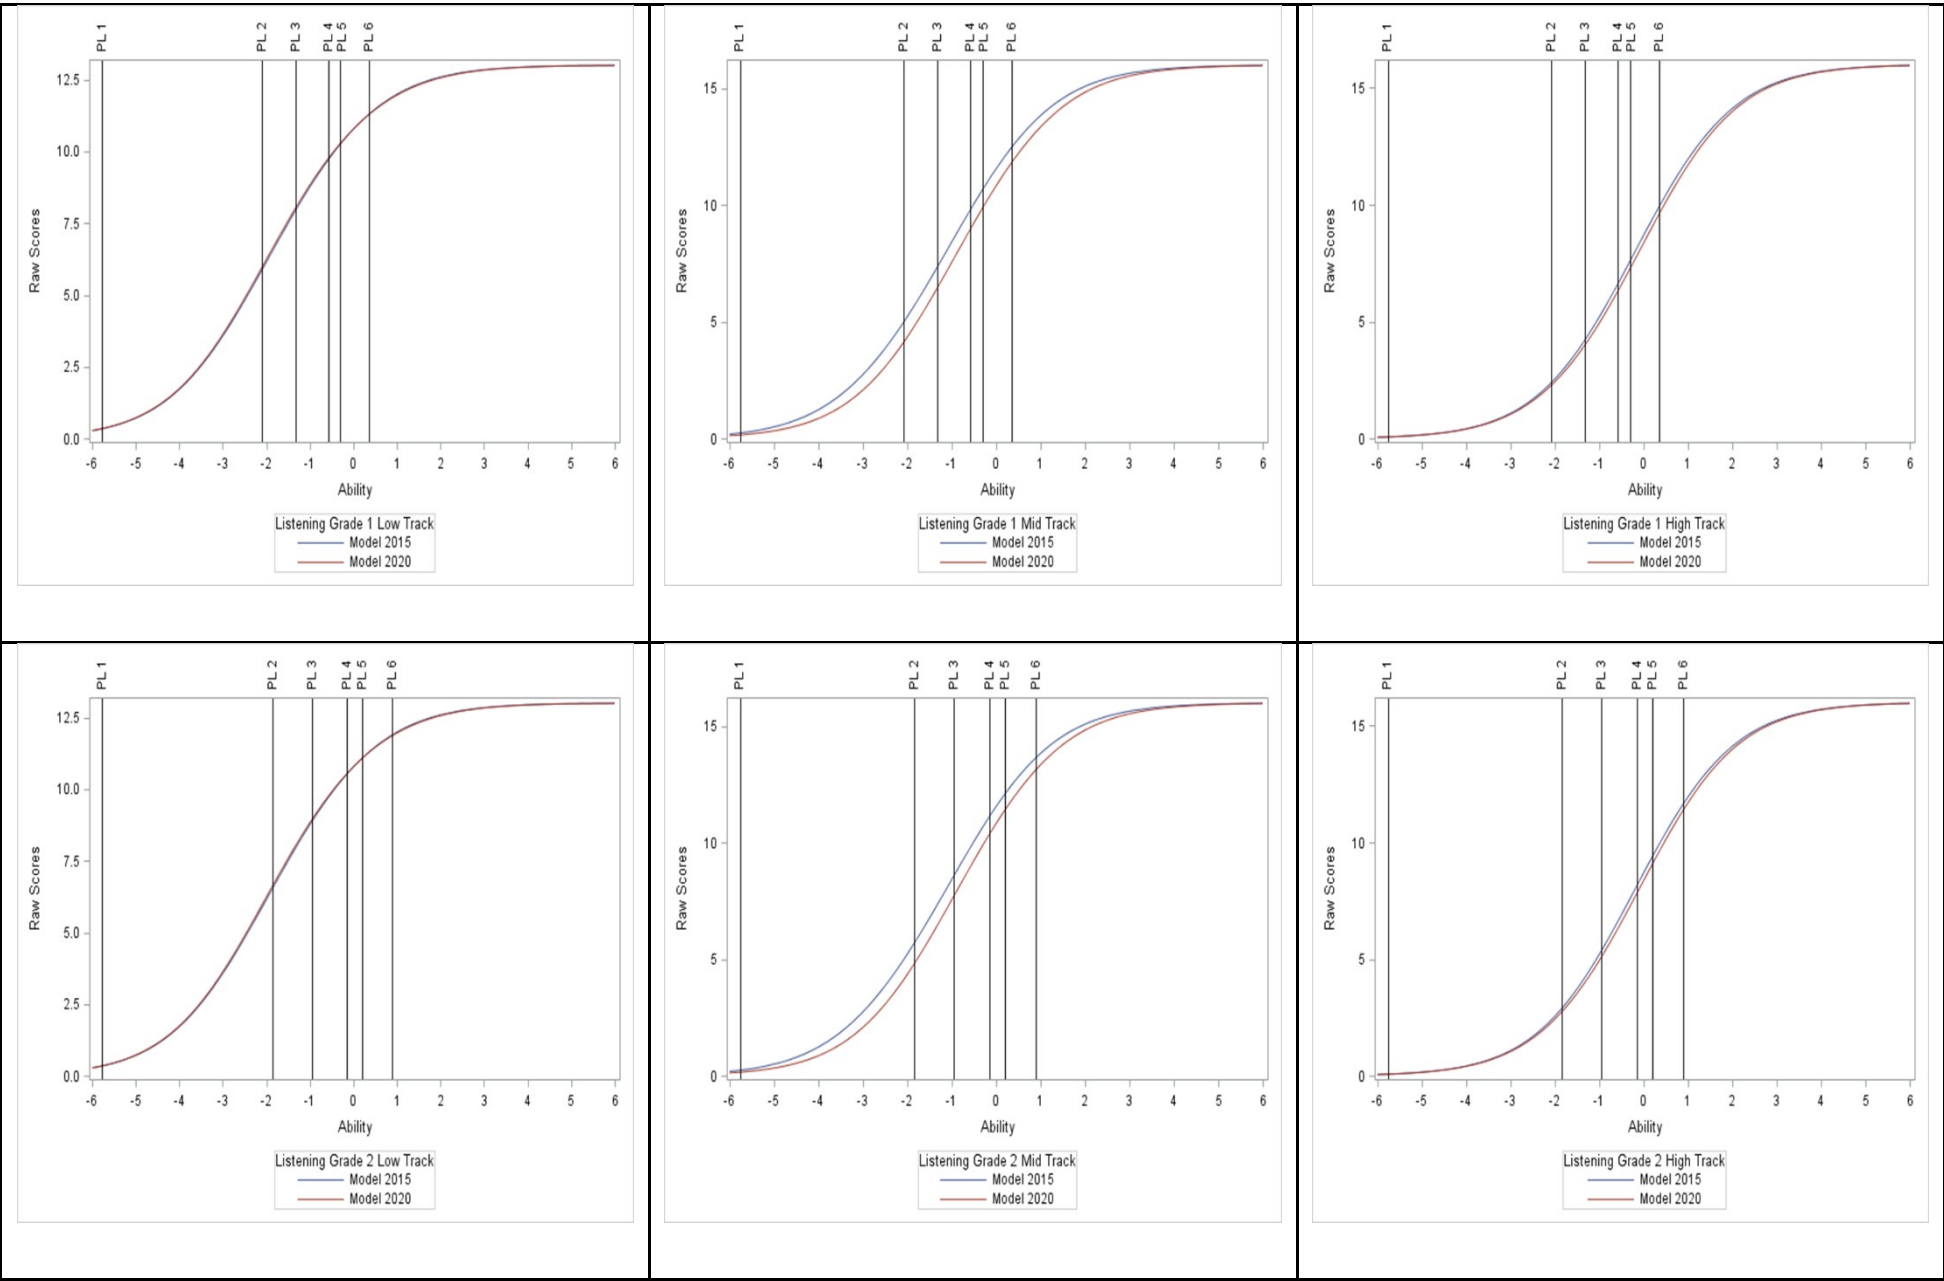 PL 1 PL 2 PL 3 PL 4 PL 5 PL 6
12.5
10.0
7.5
5.0
2.5
0.0
Raw Scores
-6 -5 -4 -3 -2 -1 0 1 2 3 4 5 6
Ability
Listening Grade 1 Low Track
Model 2015
Model 2020
PL 1 PL 2 PL 3 PL 4 PL 5 PL 6
15
10
5
0
Raw Scores
-6 -5 -4 -3 -2 -1 0 1 2 3 4 5 6
Ability
Listening Grade 1 Mid Track
Model 2015
Model 2020
PL 1 PL 2 PL 3 PL 4 PL 5 PL 6
15
10
5
0
Raw Scores
-6 -5 -4 -3 -2 -1 0 1 2 3 4 5 6
Ability
Listening Grade 1 High Track
Model 2015
Model 2020
PL 1 PL 2 PL 3 PL 4 PL 5 PL 6
12.5
10.0
7.5
5.0
2.5
0.0
Raw Scores
-6 -5 -4 -3 -2 -1 0 1 2 3 4 5 6
Ability
Listening Grade 2 Low Track
Model 2015
Model 2020
PL 1 PL 2 PL 3 PL 4 PL 5 PL 6
15
10
5
0
Raw Scores
-6 -5 -4 -3 -2 -1 0 1 2 3 4 5 6
Ability
Listening Grade 2 Mid Track
Model 2015
Model 2020
PL 1 PL 2 PL 3 PL 4 PL 5 PL 6
15
10
5
0
Raw Scores
-6 -5 -4 -3 -2 -1 0 1 2 3 4 5 6
Ability
Listening Grade 2 High Track
Model 2015
Model 2020